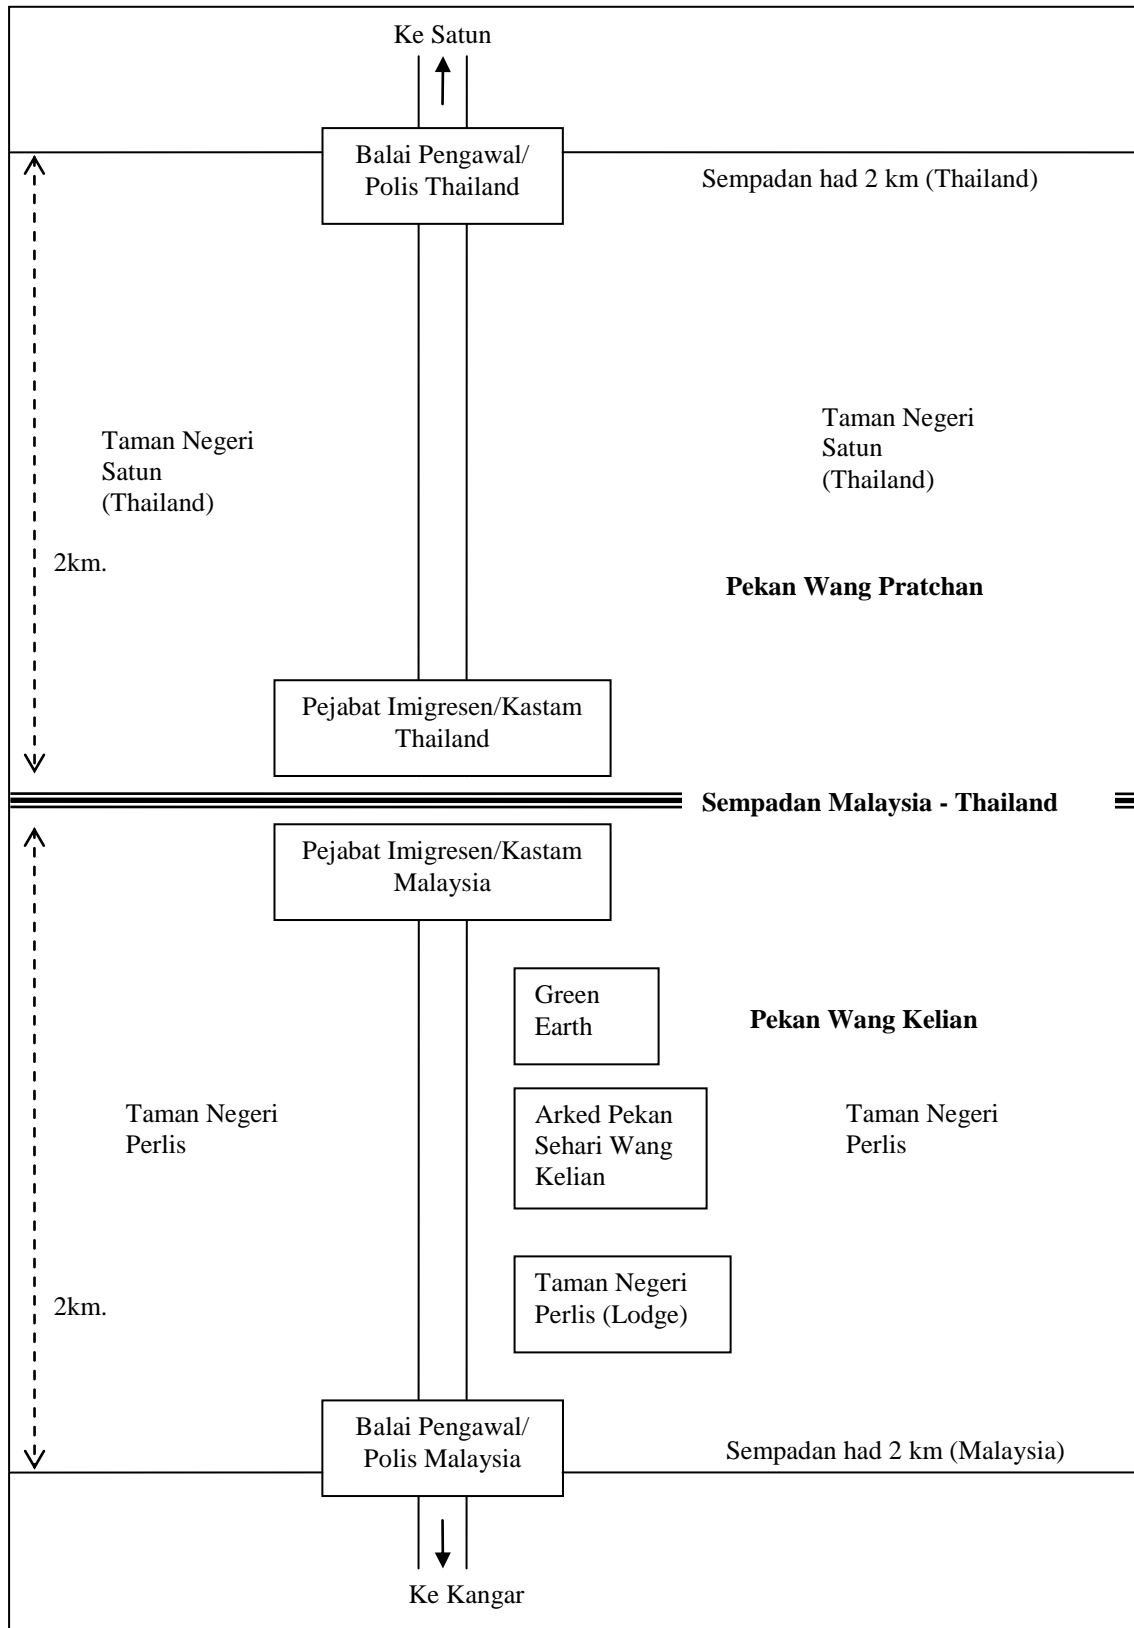 Ke Satun
Balai Pengawal/
Polis Thailand
Sempadan had 2 km (Thailand)
Taman Negeri
Satun
(Thailand)
Taman Negeri
Satun
(Thailand)
2km.
Pekan Wang Pratchan
Pejabat Imigresen/Kastam
Thailand
Sempadan Malaysia - Thailand
Pejabat Imigresen/Kastam
Malaysia
Green
Earth
Pekan Wang Kelian
Taman Negeri
Perlis
Arked Pekan
Sehari Wang
Kelian
Taman Negeri
Perlis
2km.
Taman Negeri
Perlis (Lodge)
Balai Pengawal/
Polis Malaysia
Sempadan had 2 km (Malaysia)
Ke Kangar